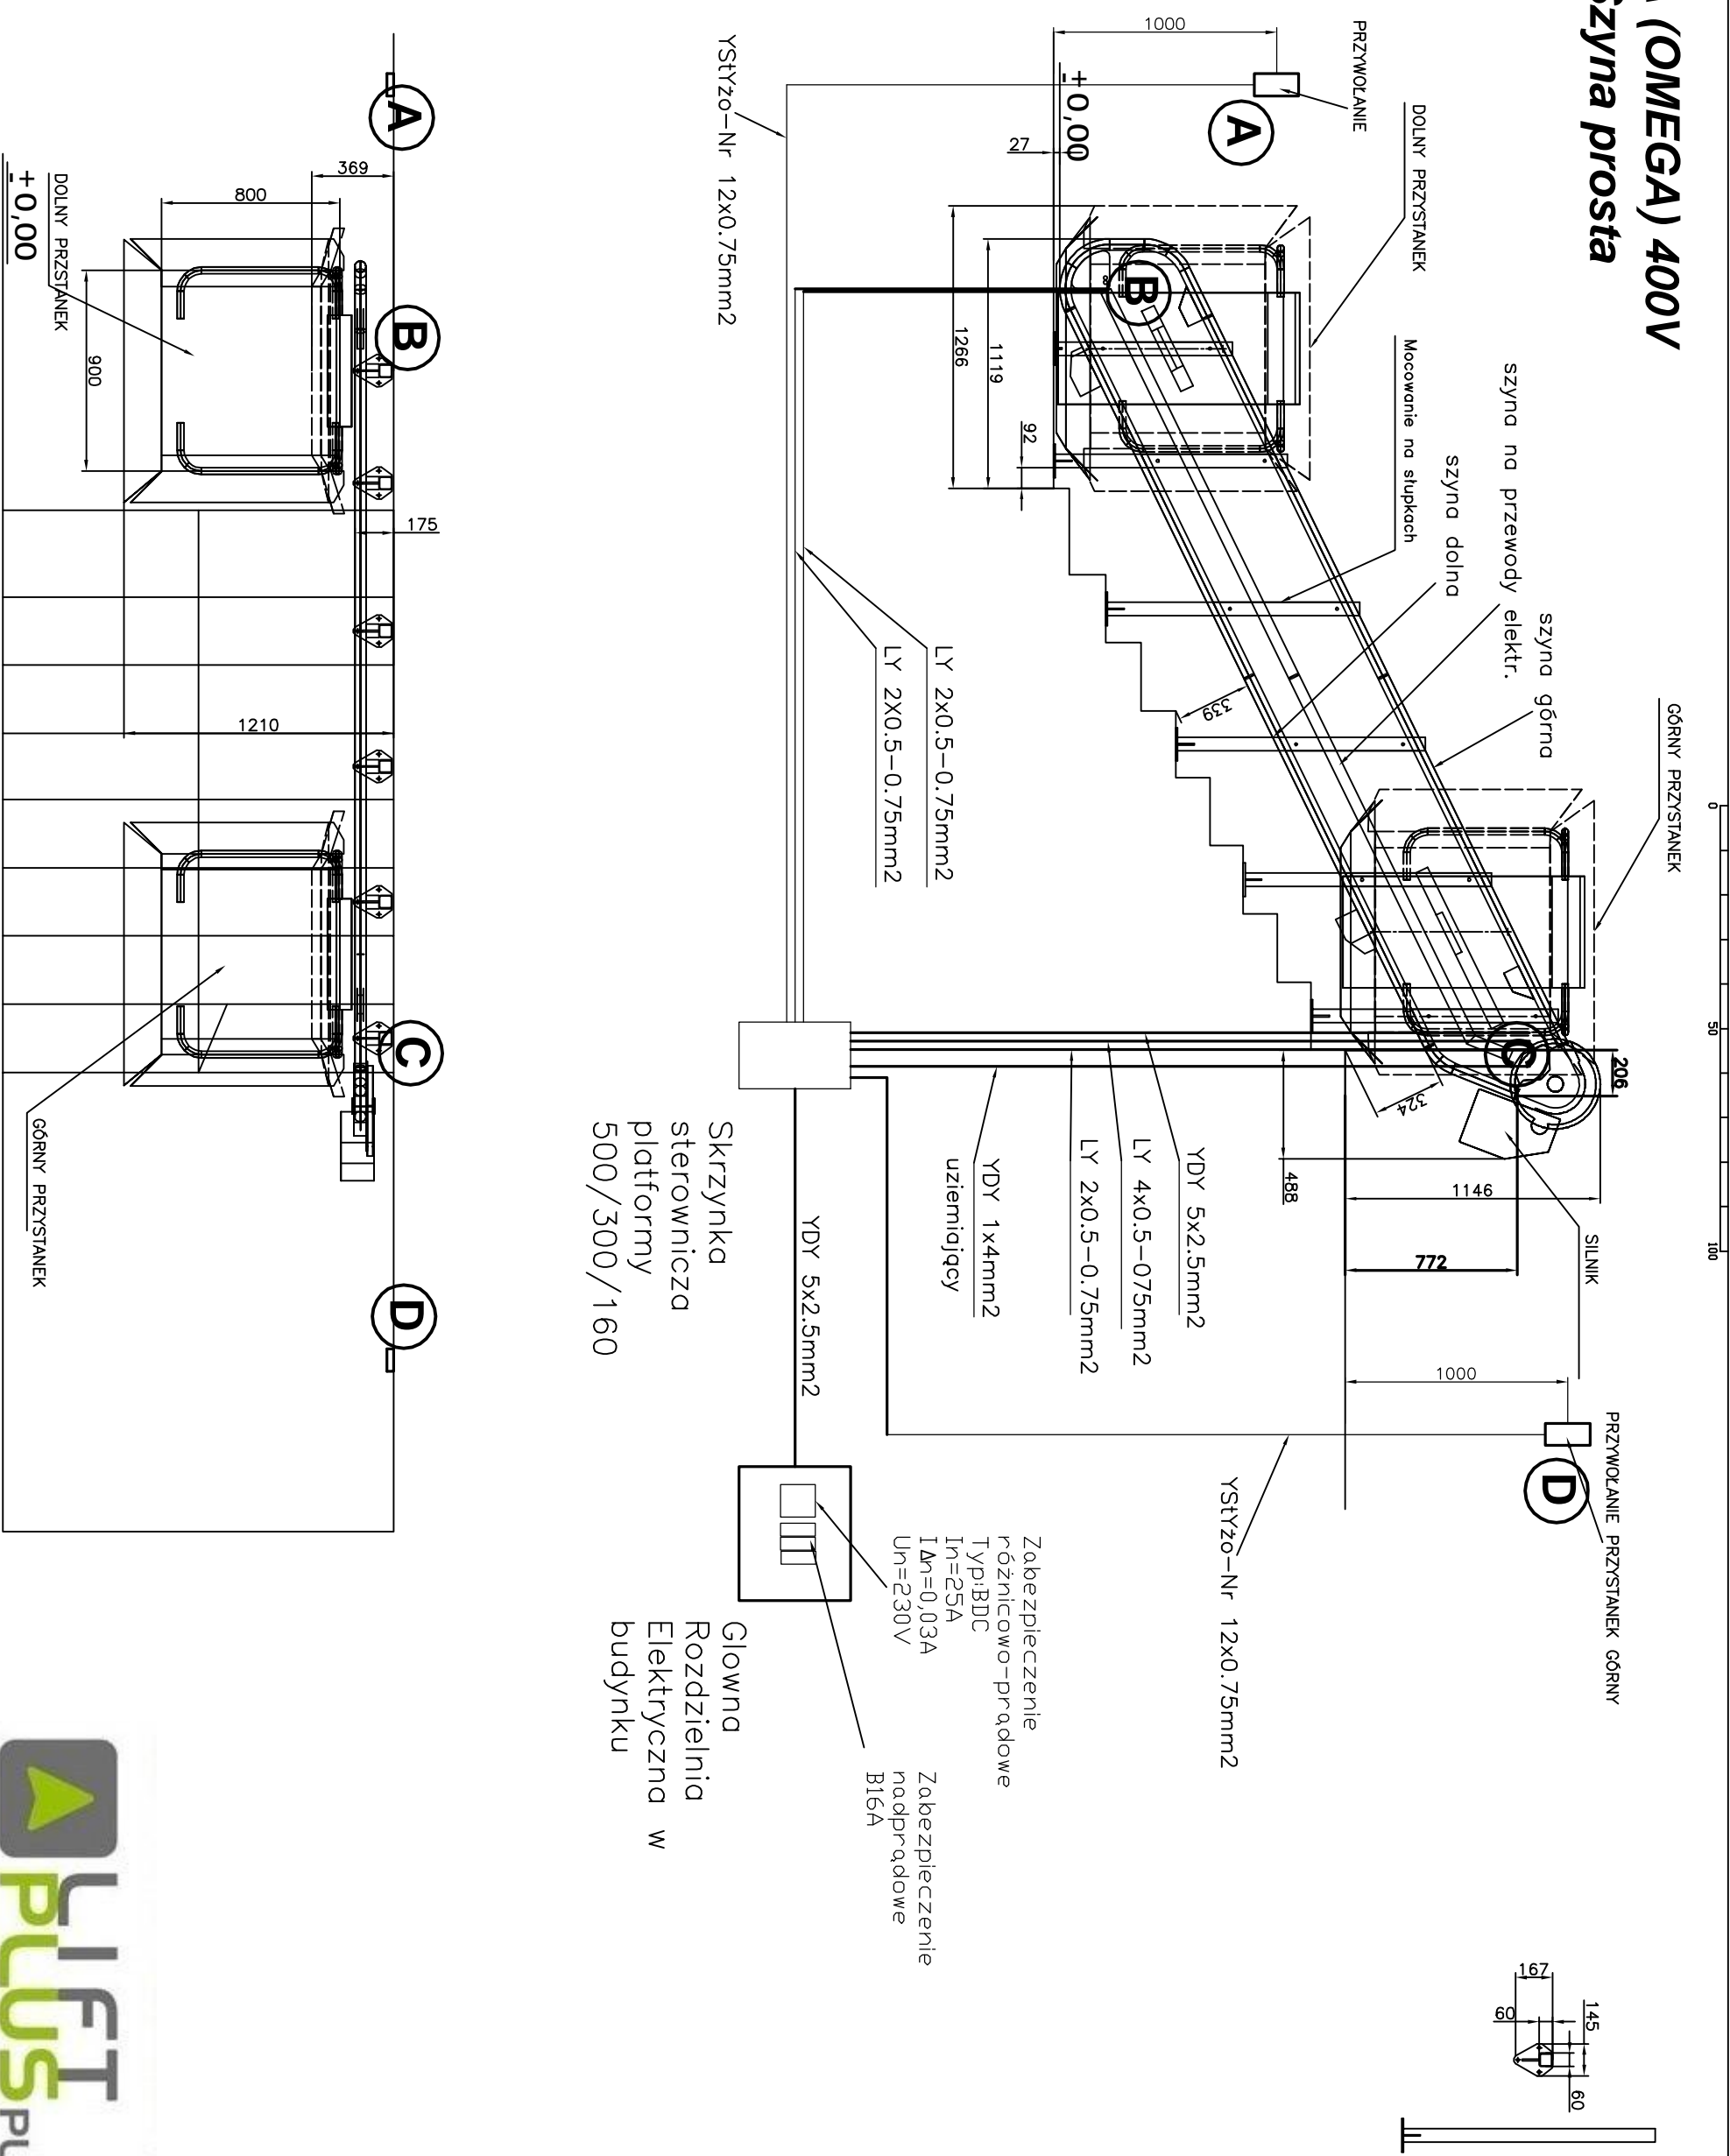 A (OMEGA) 400V
Szyna prosta
0
50
100
PRZYWOŁANIE
1000
A
+0,00
27
DOLNY PRZYSTANEK
B
1119
1266
92
Mocowanie na słupkach
szyna na przewody elektr.
szyna dolna
szyna górna
339
GÓRNY PRZYSTANEK
C
206
324
488
1146
772
SILNIK
1000
PRZYWOŁANIE PRZYSTANEK GÓRNY
D
YStYżo-Nr 12x0.75mm2
LY 2x0.5-0.75mm2
LY 2X0.5-0.75mm2
YDY 5x2.5mm2
LY 4x0.5-075mm2
LY 2x0.5-0.75mm2
YDY 1x4mm2
uziemiający
YStYżo-Nr 12x0.75mm2
Skrzynka
sterownicza
platformy
500/300/160
YDY 5x2.5mm2
Zabezpieczenie
różnicowo-prądowe
Typ:BDC
In=25A
IΔn=0,03A
Un=230V
Zabezpieczenie
nadprądowe
B16A
Glowna
Rozdzielnia
Elektryczna w
budynku
167
60
145
60
A
B
C
D
369
800
900
175
1210
DOLNY PRZSTANEK
+0,00
GÓRNY PRZYSTANEK
LIFT
PLUS